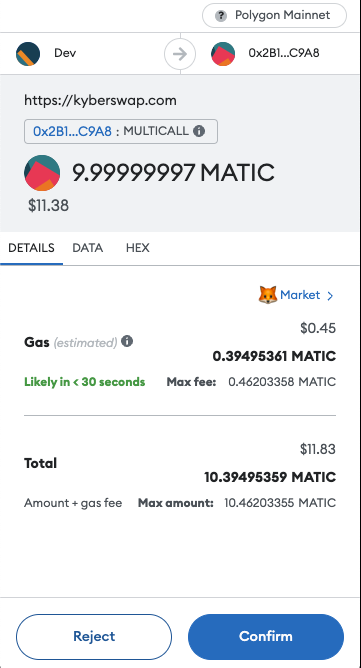 Polygon Mainnet
Dev
0x2B1...C9A8
https://kyberswap.com
0x2B1...C9A8 : MULTICALL
9.99999997 MATIC
$11.38
DETAILS DATA HEX
Market
$0.45
Gas (estimated) 0.39495361 MATIC
Likely in < 30 seconds Max fee: 0.46203358 MATIC
$11.83
Total
10.39495359 MATIC
Amount + gas fee Max amount: 10.46203355 MATIC
Reject Confirm